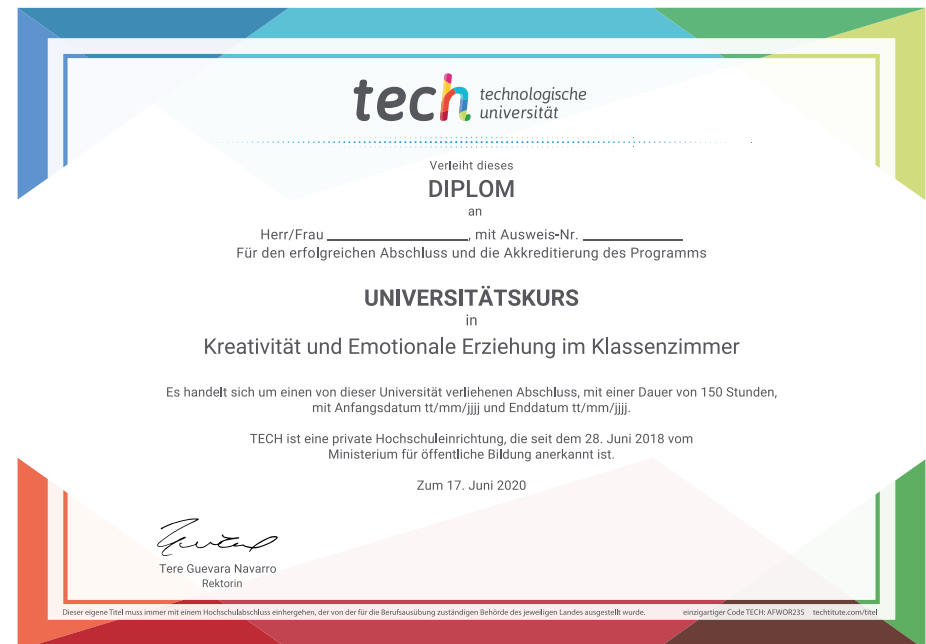 tech technologische
universität
Verleiht dieses
DIPLOM
an
Herr/Frau ____________________, mit Ausweis-Nr. ______________
Für den erfolgreichen Abschluss und die Akkreditierung des Programms
UNIVERSITÄTSKURS
in
Kreativität und Emotionale Erziehung im Klassenzimmer
Es handelt sich um einen von dieser Universität verliehenen Abschluss, mit einer Dauer von 150 Stunden,
mit Anfangsdatum tt/mm/jjjj und Enddatum tt/mm/jjjj.
TECH ist eine private Hochschuleinrichtung, die seit dem 28. Juni 2018 vom
Ministerium für öffentliche Bildung anerkannt ist.
Zum 17. Juni 2020
Tere Guevara Navarro
Rektorin
Dieser eigene Titel muss immer mit einem Hochschulabschluss einhergehen, der von der für die Berufsausübung zuständigen Behörde des jeweiligen Landes ausgestellt wurde. einzigartiger Code TECH: AFWOR23S techtitute.com/titel